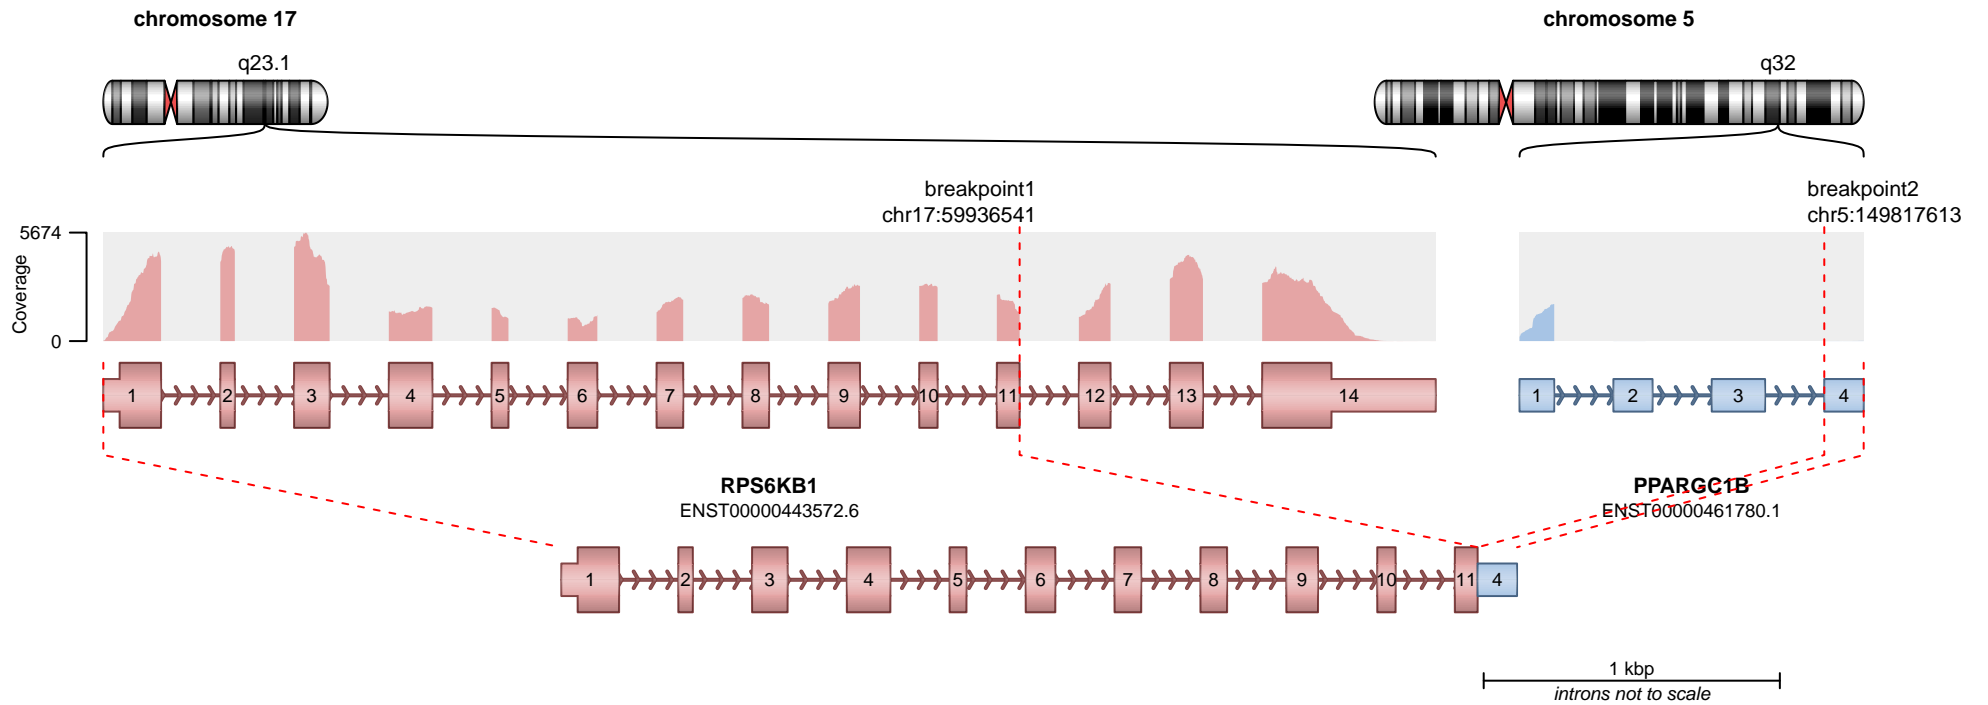 chromosome 17
chromosome 5
q23.1
q32
breakpoint1
chr17:59936541
breakpoint2
chr5:149817613
5674
Coverage
0
1 2 3 4 5 6 7 8 9 10 11 12 13 14
1 2 3 4
RPS6KB1
ENST00000443572.6
PPARGC1B
ENST00000461780.1
1 2 3 4 5 6 7 8 9 10 11 4
1 kbp
introns not to scale